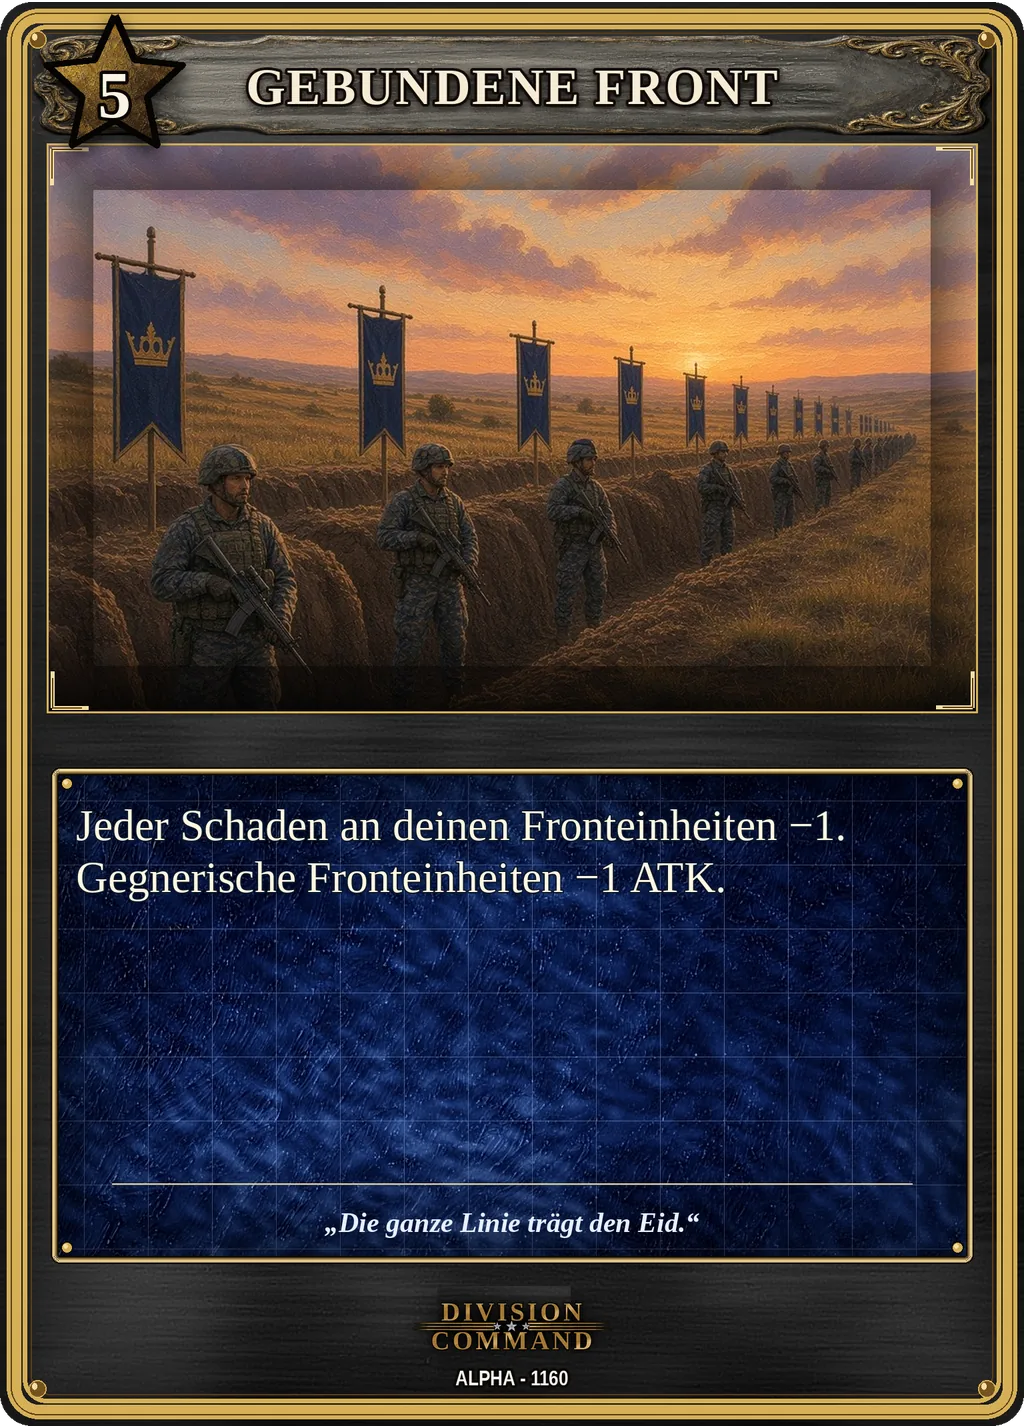 5
GEBUNDENE FRONT
Jeder Schaden an deinen Fronteinheiten −1.
Gegnerische Fronteinheiten −1 ATK.
„Die ganze Linie trägt den Eid.“
DIVISION
COMMAND
ALPHA - 1160